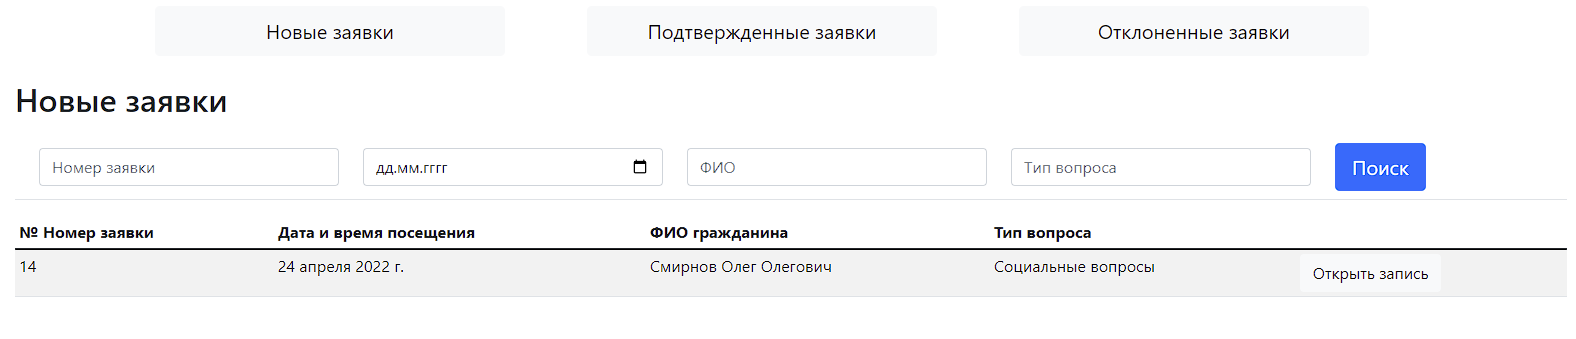 Новые заявки Подтвержденные заявки Отклоненные заявки
Новые заявки
Номер заявки дд.мм.гггг ФИО Тип вопроса Поиск
№ Номер заявки Дата и время посещения ФИО гражданина Тип вопроса
14 24 апреля 2022 г. Смирнов Олег Олегович Социальные вопросы Открыть запись